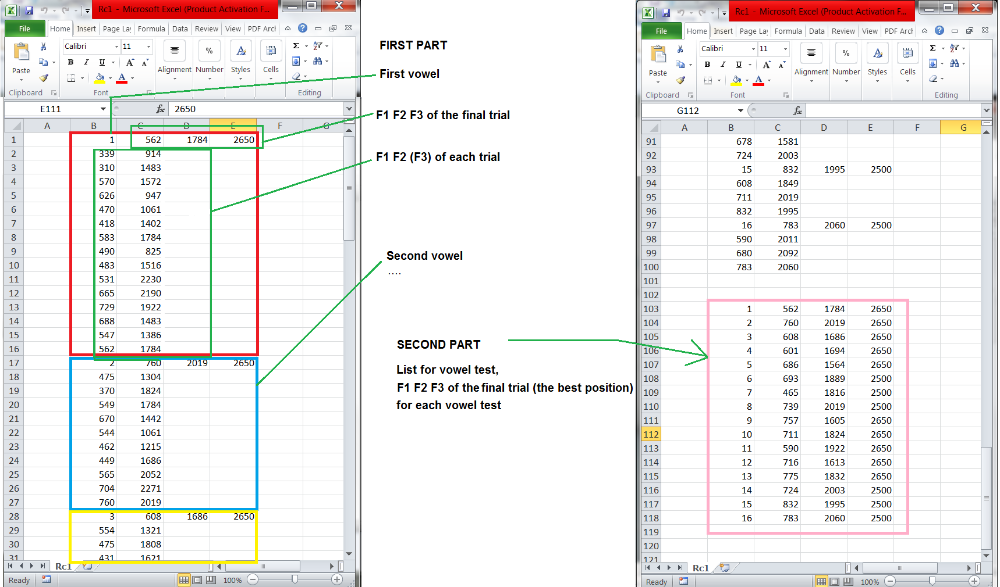 Rc1 - Microsoft Excel (Product Activation F...
File Home Insert Page Lay Formula Data Review View PDF Arch
Calibri 11
B I U A A
Paste
Alignment Number Styles Cells
Clipboard Font Editing
E111 fx 2650
A B C D E F G
1 1 562 1784 2650
2 339 914
3 310 1483
4 570 1572
5 626 947
6 470 1061
7 418 1402
8 583 1784
9 490 825
10 483 1516
11 531 2230
12 665 2190
13 729 1922
14 688 1483
15 547 1386
16 562 1784
17 2 760 2019 2650
18 475 1304
19 370 1824
20 549 1784
21 670 1442
22 544 1061
23 462 1215
24 449 1686
25 565 2052
26 704 2271
27 760 2019
28 3 608 1686 2650
29 554 1321
30 475 1808
31 431 1621
Rc1
Ready 100%
FIRST PART
First vowel
F1 F2 F3 of the final trial
F1 F2 (F3) of each trial
Second vowel
....
SECOND PART
List for vowel test,
F1 F2 F3 of the final trial (the best position)
for each vowel test
Rc1 - Microsoft Excel (Product Activation F...
File Home Insert Page Lay Formula Data Review View PDF Arch
Calibri 11
B I U A A
Paste
Alignment Number Styles Cells
Clipboard Font Editing
G112 fx
A B C D E F G
91 678 1581
92 724 2003
93 15 832 1995 2500
94 608 1849
95 711 2019
96 832 1995
97 16 783 2060 2500
98 590 2011
99 680 2092
100 783 2060
101
102
103 1 562 1784 2650
104 2 760 2019 2650
105 3 608 1686 2650
106 4 601 1694 2650
107 5 686 1564 2650
108 6 693 1889 2500
109 7 465 1816 2500
110 8 739 2019 2500
111 9 757 1605 2650
112 10 711 1824 2650
113 11 590 1922 2650
114 12 716 1613 2650
115 13 775 1832 2650
116 14 724 2003 2500
117 15 832 1995 2500
118 16 783 2060 2500
119
120
121
Rc1
Ready 100%